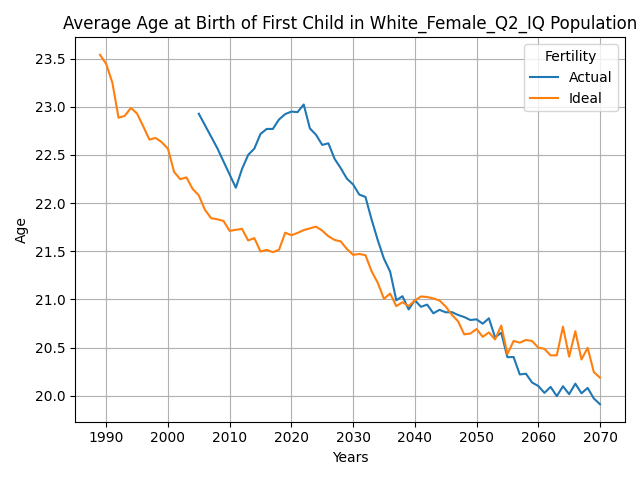 Average Age at Birth of First Child in White_Female_Q2_IQ Population
Fertility
Actual
Ideal
23.5
23.0
22.5
22.0
21.5
21.0
20.5
20.0
Age
1990 2000 2010 2020 2030 2040 2050 2060 2070
Years